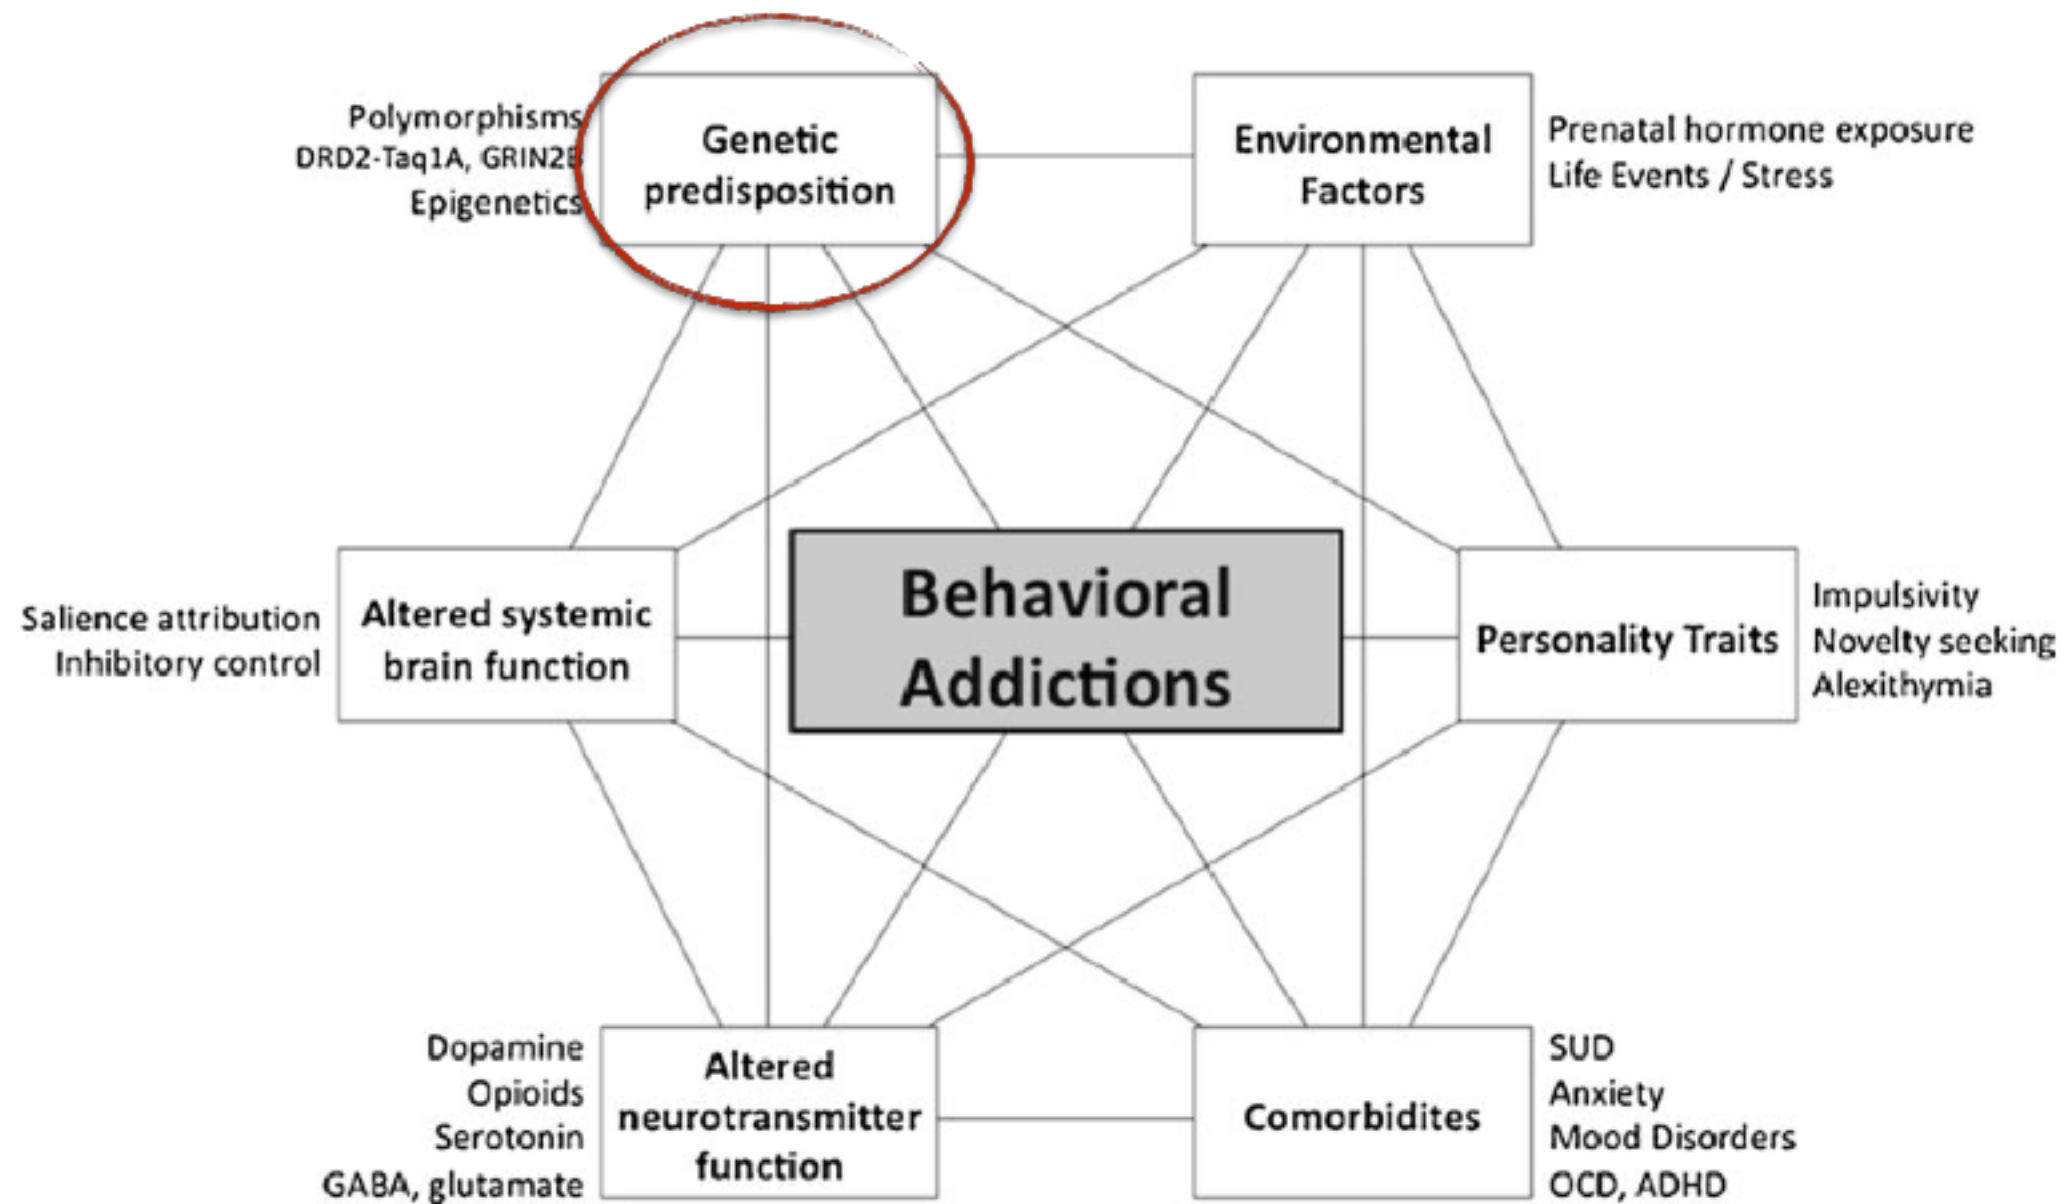 Polymorphisms
DRD2-Taq1A, GRIN2B
Epigenetics
Genetic
predisposition
Environmental
Factors
Prenatal hormone exposure
Life Events / Stress
Salience attribution
Inhibitory control
Altered systemic
brain function
Behavioral
Addictions
Personality Traits
Impulsivity
Novelty seeking
Alexithymia
Dopamine
Opioids
Serotonin
GABA, glutamate
Altered
neurotransmitter
function
Comorbidites
SUD
Anxiety
Mood Disorders
OCD, ADHD